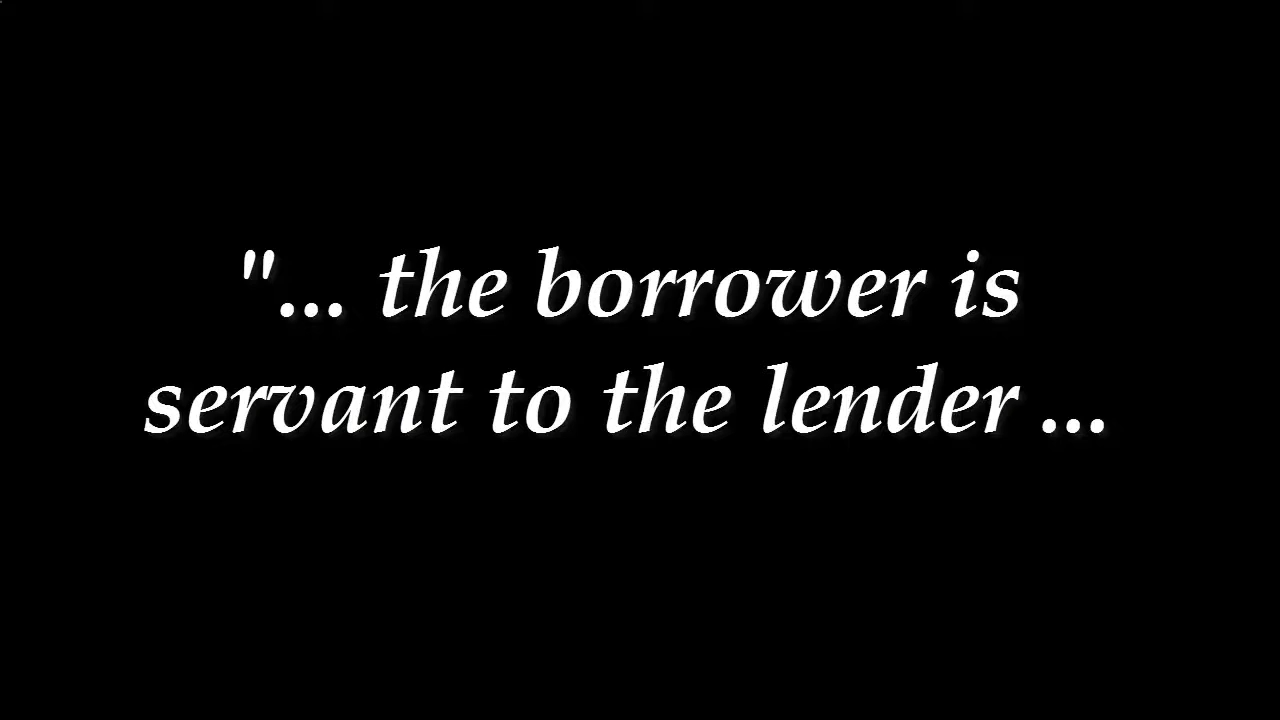 "... the borrower is
servant to the lender ...